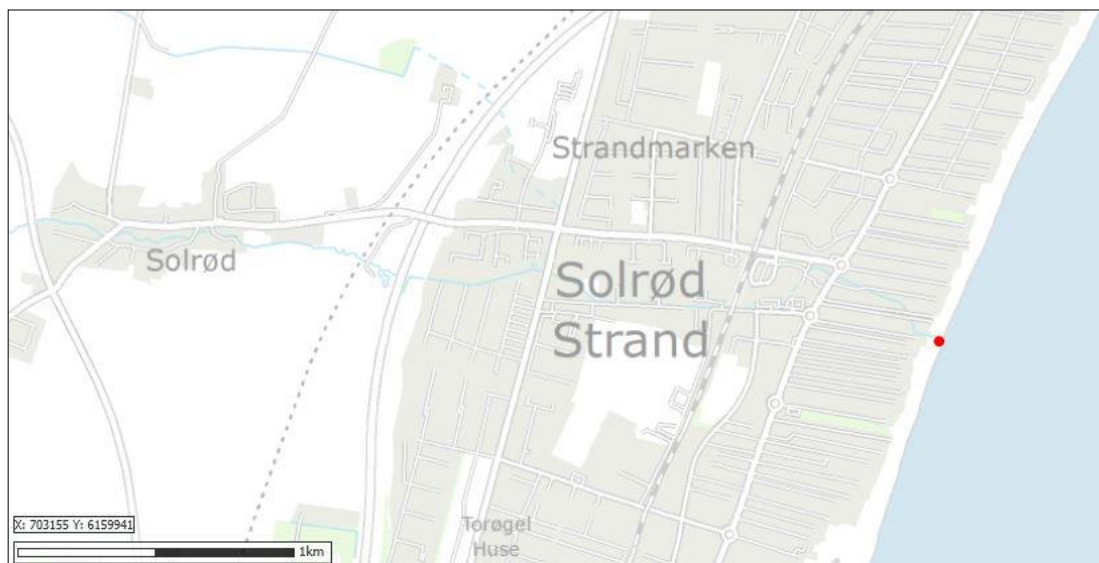 Strandmarken
Solrød
Solrød
Strand
Torøgel
Huse
X: 703155 Y: 6159941
1km